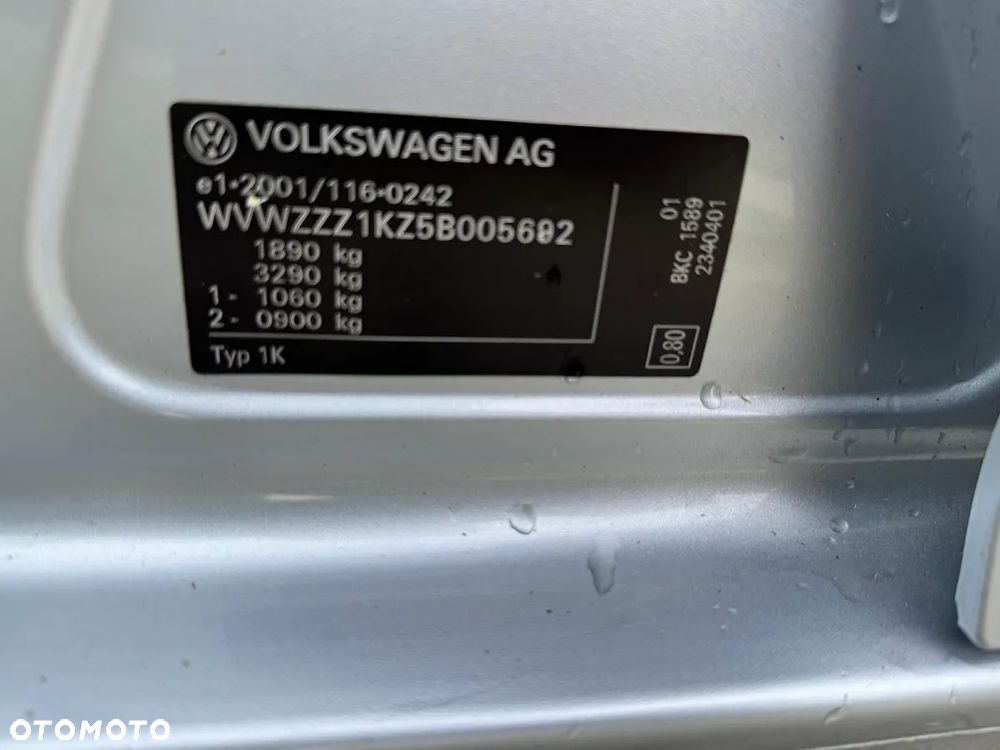 VOLKSWAGEN AG
e1*2001/116*0242
1890 kg
3290 kg
1 - 1060 kg
2 - 0900 kg
Typ 1K
01
BKC 1589
2340401
0,80
OTOMOTO